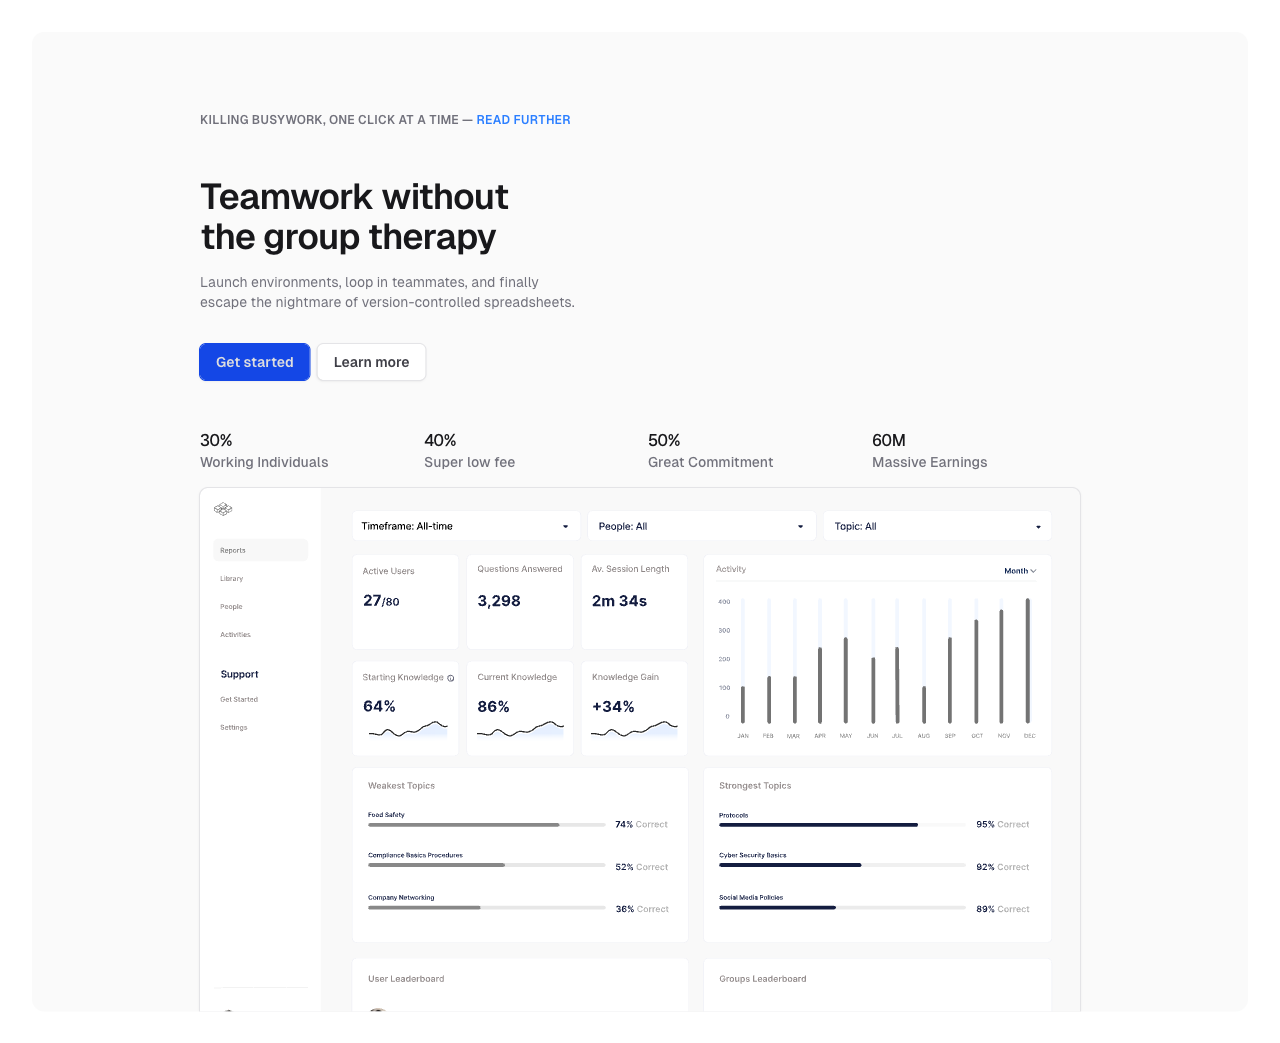 KILLING BUSYWORK, ONE CLICK AT A TIME — READ FURTHER
Teamwork without
the group therapy
Launch environments, loop in teammates, and finally
escape the nightmare of version-controlled spreadsheets.
Get started
Learn more
30%
Working Individuals
40%
Super low fee
50%
Great Commitment
60M
Massive Earnings
Reports
Library
People
Activities
Support
Get Started
Settings
Timeframe: All-time
People: All
Topic: All
Active Users
27/80
Questions Answered
3,298
Av. Session Length
2m 34s
Starting Knowledge
64%
Current Knowledge
86%
Knowledge Gain
+34%
Activity
Month
400
300
200
100
0
JAN FEB MAR APR MAY JUN JUL AUG SEP OCT NOV DEC
Weakest Topics
Food Safety
74% Correct
Compliance Basics Procedures
52% Correct
Company Networking
36% Correct
Strongest Topics
Protocols
95% Correct
Cyber Security Basics
92% Correct
Social Media Policies
89% Correct
User Leaderboard
Groups Leaderboard